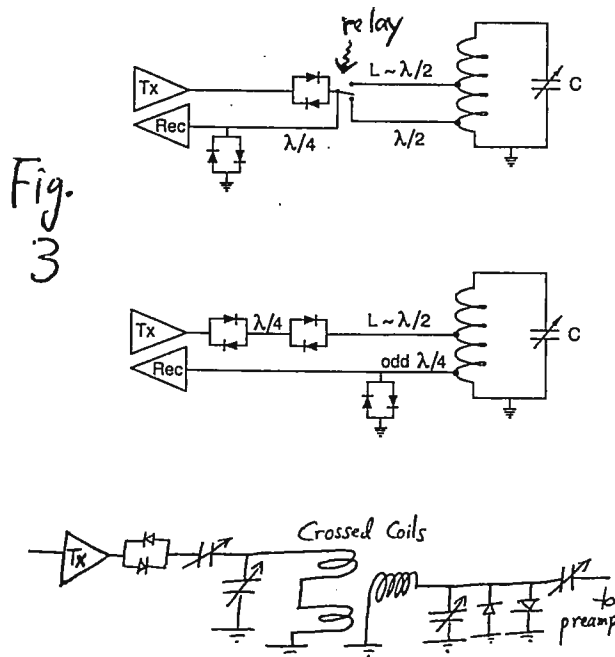 relay
Tx
L ~ λ/2
C
Rec
λ/4
λ/2
Fig.
3
Tx
λ/4
L ~ λ/2
C
Rec
odd λ/4
Crossed Coils
Tx
to
preamp